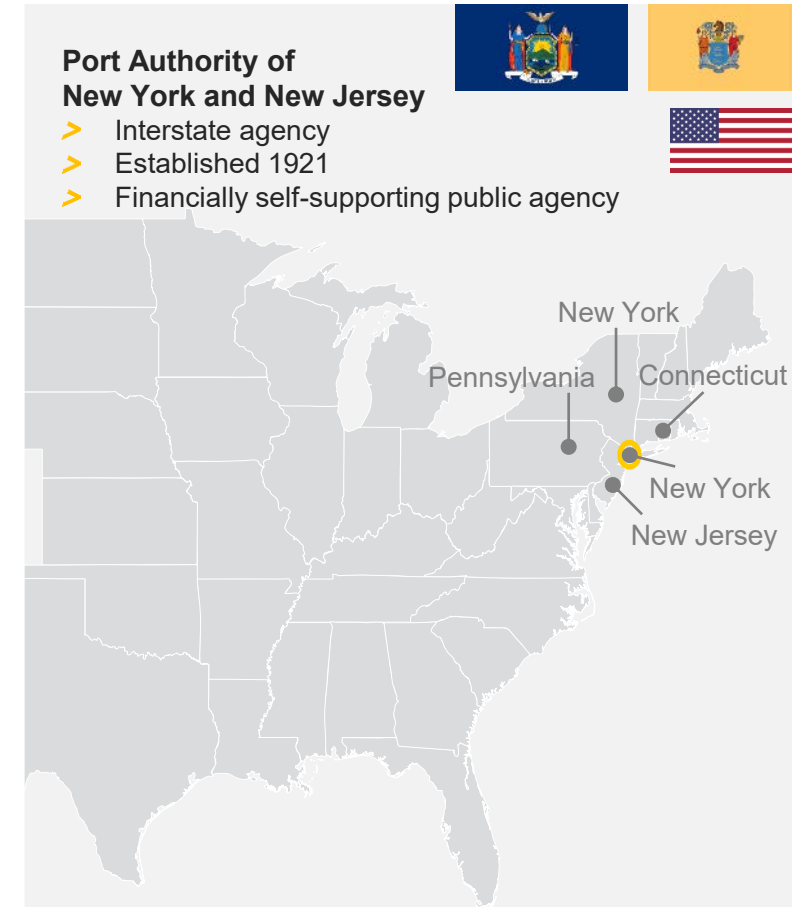 Port Authority of
New York and New Jersey
> Interstate agency
> Established 1921
> Financially self-supporting public agency
New York
Pennsylvania
Connecticut
New York
New Jersey